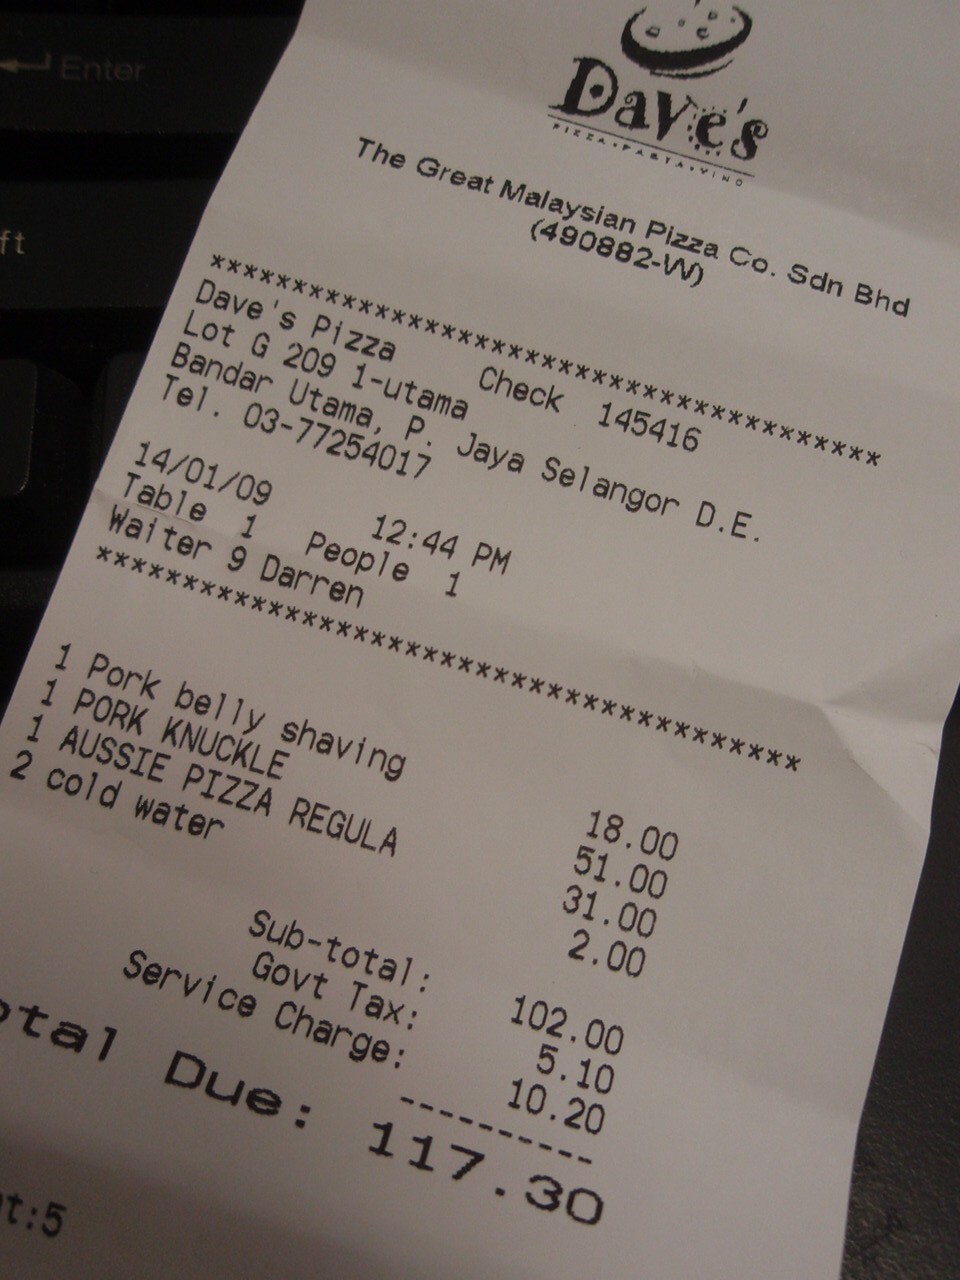 Enter
ft
Dave's
PIZZA • PASTA • VINO
The Great Malaysian Pizza Co. Sdn Bhd
(490882-W)
****************************************
Dave's Pizza Check 145416
Lot G 209 1-utama
Bandar Utama, P. Jaya Selangor D.E.
Tel. 03-77254017
14/01/09 12:44 PM
Table 1 People 1
Waiter 9 Darren
****************************************
1 Pork belly shaving 18.00
1 PORK KNUCKLE 51.00
1 AUSSIE PIZZA REGULA 31.00
2 cold water 2.00
Sub-total: 102.00
Govt Tax: 5.10
Service Charge: 10.20
----------
otal Due: 117.30
t:5